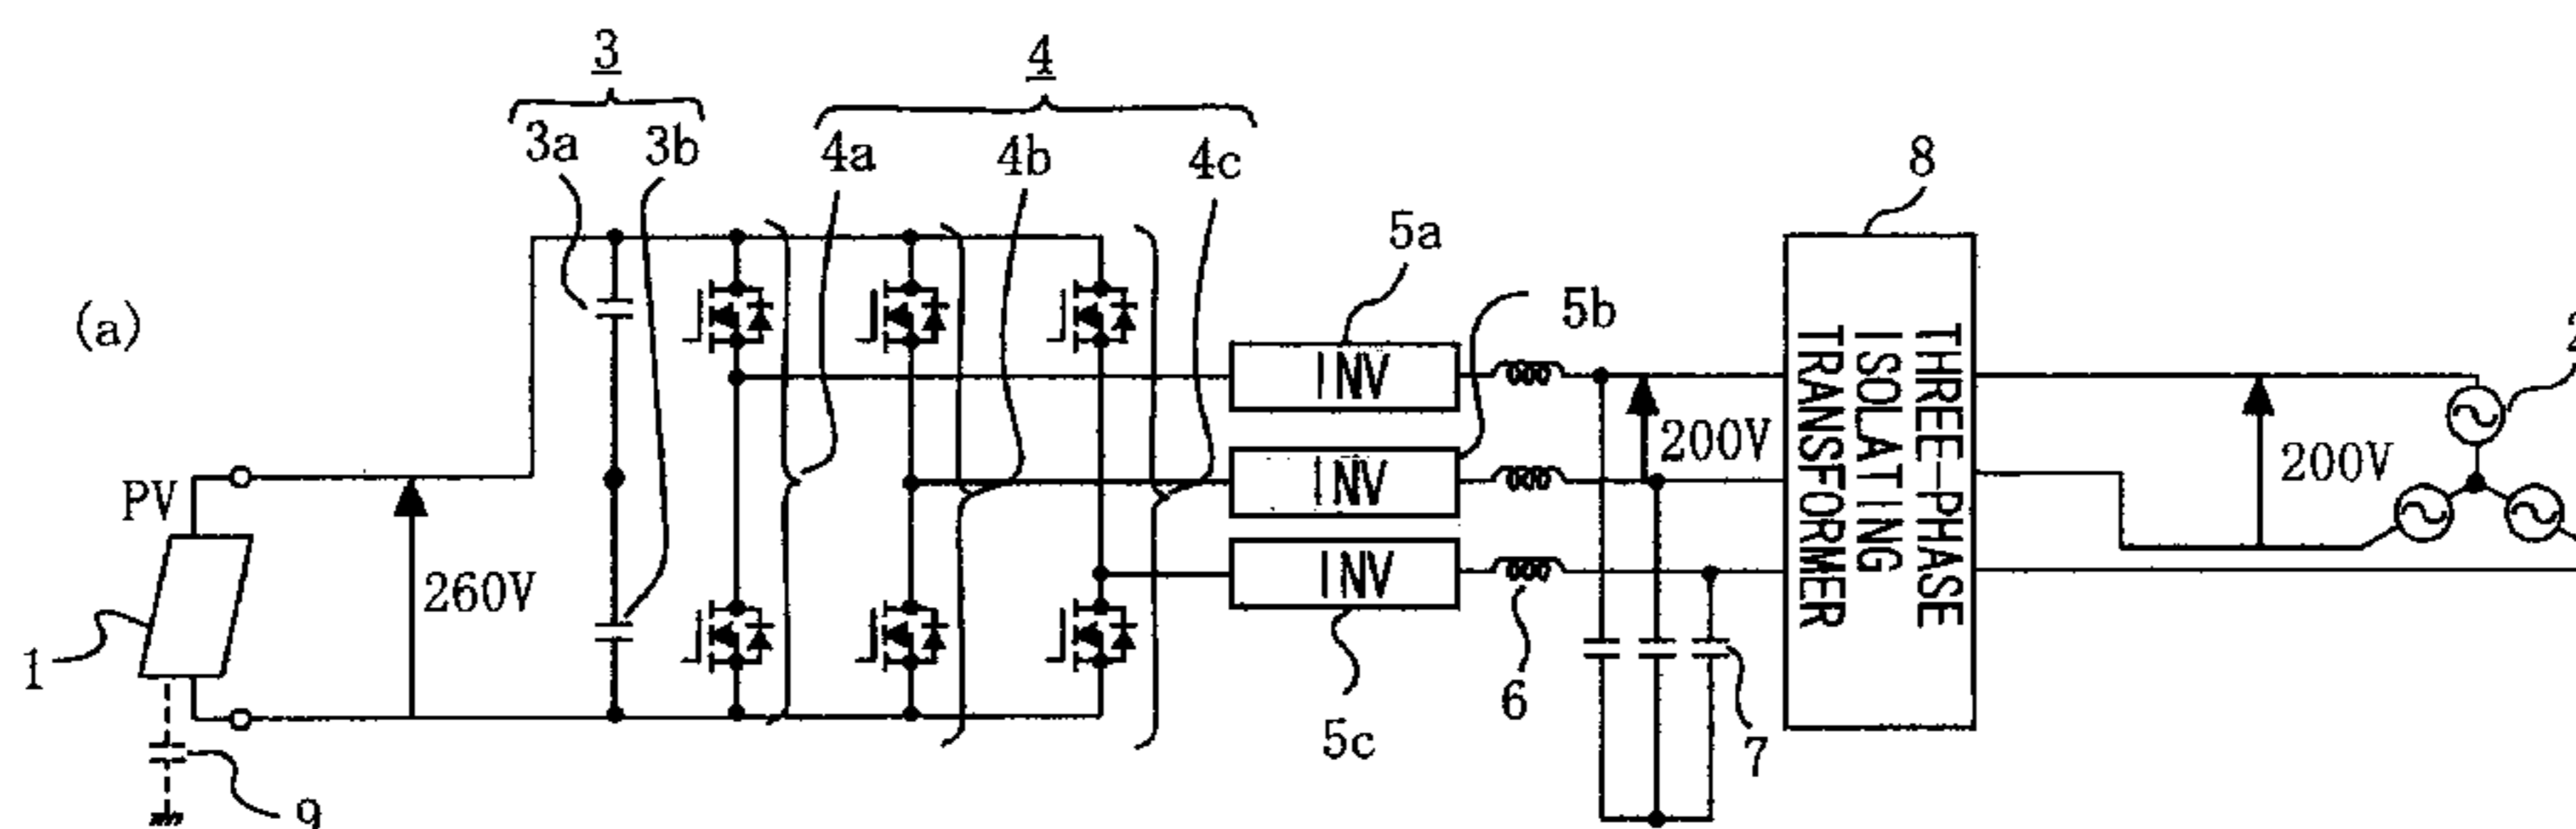 3
4
3a
3b
4a
4b
4c
8
5a
(a)
5b
INV
200V
THREE-PHASE
ISOLATING
TRANSFORMER
200V
PV
INV
260V
INV
1
6
5c
7
9